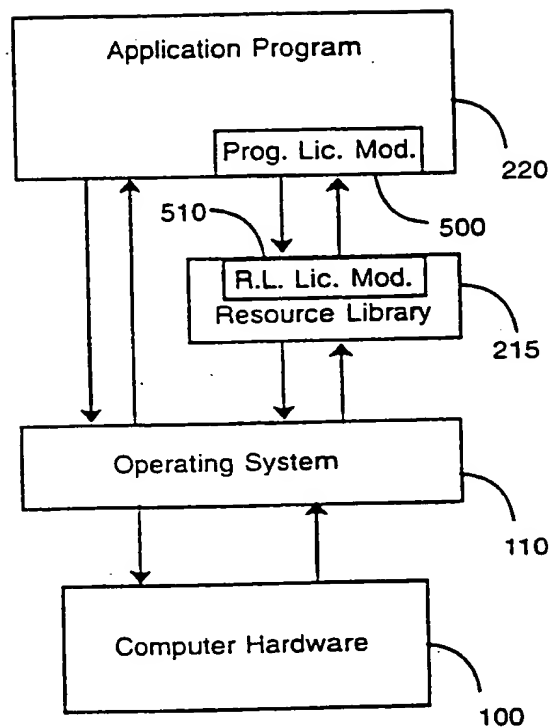 Application Program
Prog. Lic. Mod.
220
500
510
R.L. Lic. Mod.
Resource Library
215
Operating System
110
Computer Hardware
100